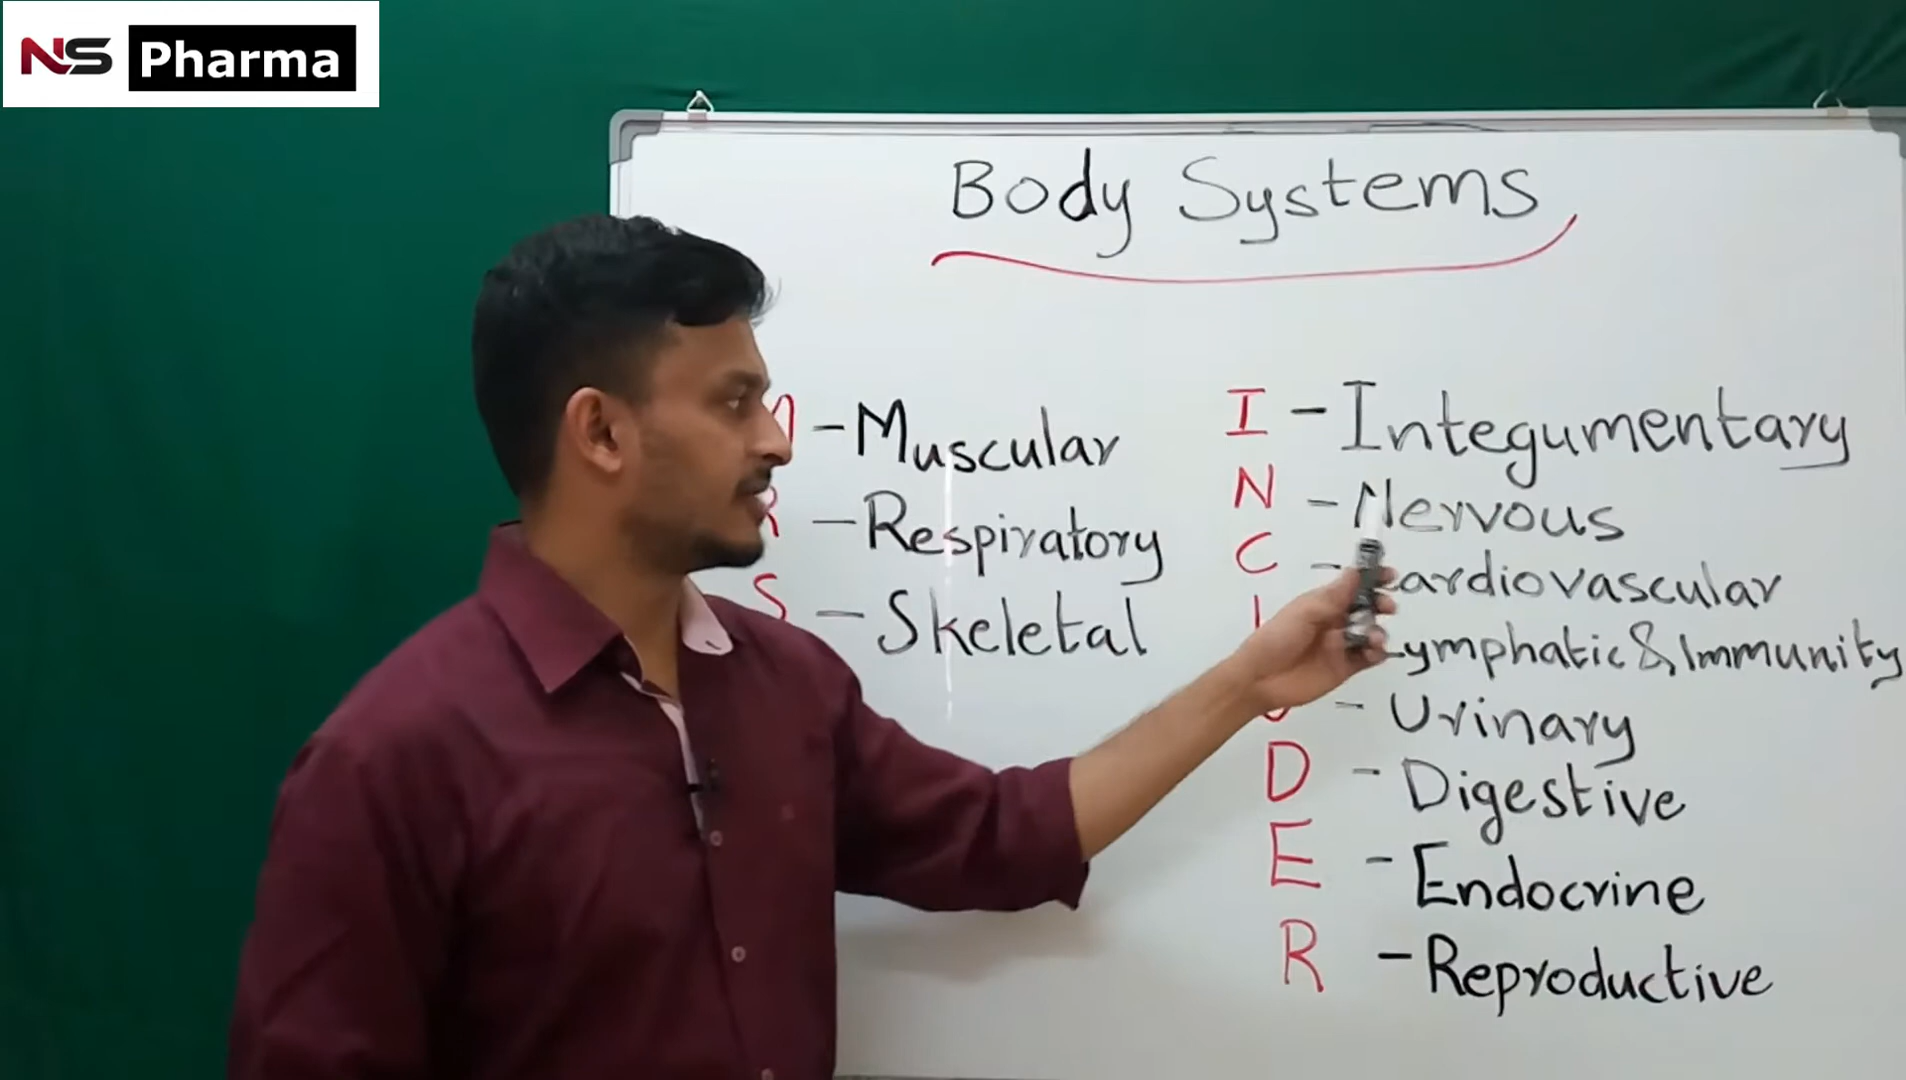 NS Pharma
Body Systems
M - Muscular
R - Respiratory
S - Skeletal
I - Integumentary
N - Nervous
C - Cardiovascular
L - Lymphatic & Immunity
U - Urinary
D - Digestive
E - Endocrine
R - Reproductive